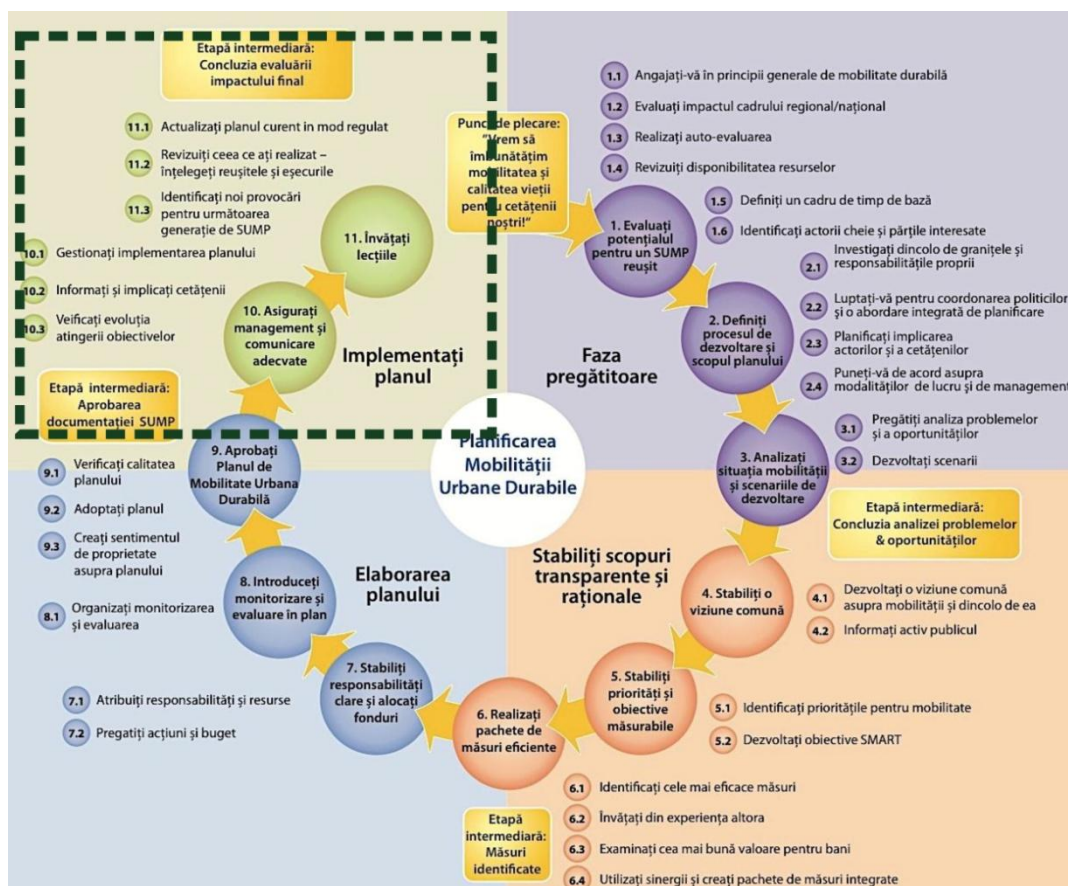 Etapă intermediară:
Concluzia evaluării
impactului final
11.1 Actualizați planul curent in mod regulat
11.2 Revizuiți ceea ce ați realizat –
înțelegeți reușitele și eșecurile
11.3 Identificați noi provocări
pentru următoarea
generație de SUMP
10.1 Gestionați implementarea planului
10.2 Informați și implicați cetățenii
10.3 Veificați evoluția
atingerii obiectivelor
11. Învățați
lecțiile
10. Asigurați
management și
comunicare
adecvate
Implementați
planul
Etapă intermediară:
Aprobarea
documentației SUMP
Punct de plecare:
“Vrem să
îmbunătățim
mobilitatea și
calitatea vieții
pentru cetățenii
noștri!”
1.1 Angajați-vă în principii generale de mobilitate durabilă
1.2 Evaluați impactul cadrului regional/național
1.3 Realizați auto-evaluarea
1.4 Revizuiți disponibilitatea resurselor
1.5 Definiți un cadru de timp de bază
1.6 Identificați actorii cheie și părțile interesate
1. Evaluați
potențialul
pentru un SUMP
reușit
2.1 Investigați dincolo de granițele și
responsabilitățile proprii
2.2 Luptați-vă pentru coordonarea politicilor
și o abordare integrată de planificare
2.3 Planificați implicarea
actorilor și a cetățenilor
2.4 Puneți-vă de acord asupra
modalităților de lucru și de management
2. Definiți
procesul de
dezvoltare și
scopul planului
Faza
pregătitoare
3.1 Pregătiți analiza problemelor
și a oportunităților
3.2 Dezvoltați scenarii
3. Analizați
situația mobilității
și scenariile de
dezvoltare
Planificarea
Mobilității
Urbane Durabile
Etapă intermediară:
Concluzia analizei problemelor
& oportunităților
Stabiliți scopuri
transparente și
raționale
4. Stabiliți o
viziune comună
4.1 Dezvoltați o viziune comună
asupra mobilității și dincolo de ea
4.2 Informați activ publicul
5. Stabiliți
priorități și
obiective
măsurabile
5.1 Identificați prioritățile pentru mobilitate
5.2 Dezvoltați obiective SMART
6. Realizați
pachete de
măsuri eficiente
6.1 Identificați cele mai eficace măsuri
6.2 Învățați din experiența altora
6.3 Examinați cea mai bună valoare pentru bani
6.4 Utilizați sinergii și creați pachete de măsuri integrate
Etapă
intermediară:
Măsuri
identificate
9. Aprobați
Planul de
Mobilitate Urbana
Durabilă
9.1 Verificați calitatea
planului
9.2 Adoptați planul
9.3 Creați sentimentul
de proprietate
asupra planului
Elaborarea
planului
8. Introduceți
monitorizare și
evaluare în plan
8.1 Organizați monitorizarea
și evaluarea
7. Stabiliți
responsabilități
clare și alocați
fonduri
7.1 Atribuiți responsabilități și resurse
7.2 Pregatiți acțiuni și buget